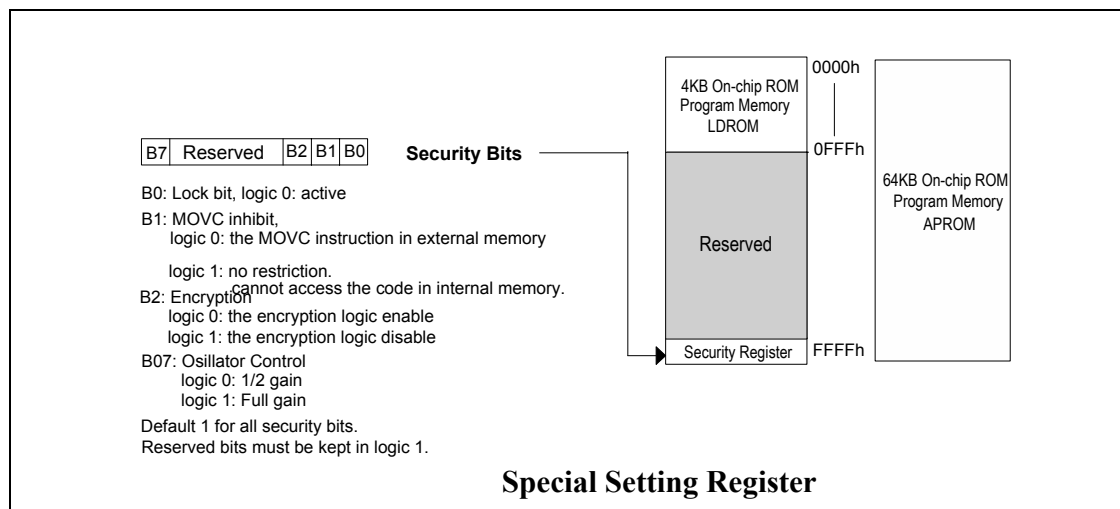 B7 Reserved B2 B1 B0
Security Bits
B0: Lock bit, logic 0: active
B1: MOVC inhibit,
logic 0: the MOVC instruction in external memory
logic 1: no restriction.
cannot access the code in internal memory.
B2: Encryption
logic 0: the encryption logic enable
logic 1: the encryption logic disable
B07: Osillator Control
logic 0: 1/2 gain
logic 1: Full gain
Default 1 for all security bits.
Reserved bits must be kept in logic 1.
4KB On-chip ROM
Program Memory
LDROM
0000h
0FFFh
Reserved
Security Register
FFFFh
64KB On-chip ROM
Program Memory
APROM
Special Setting Register